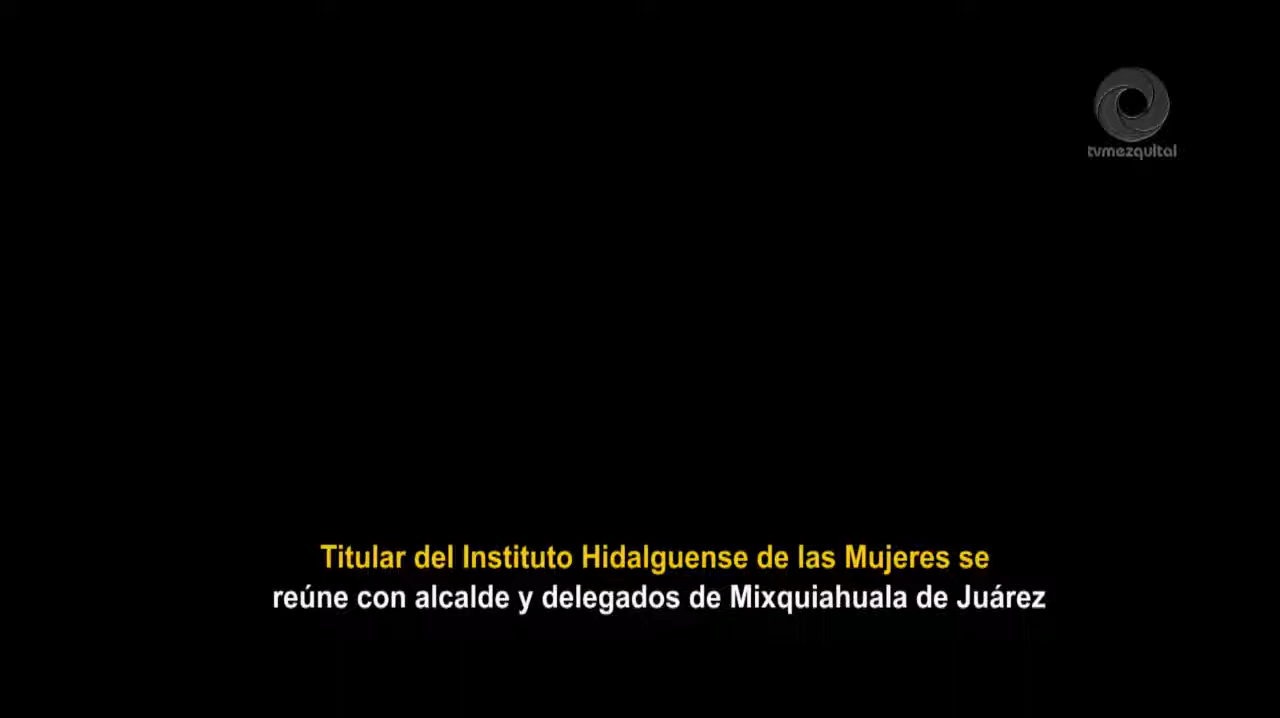 tvmezquital
Titular del Instituto Hidalguense de las Mujeres se
reúne con alcalde y delegados de Mixquiahuala de Juárez